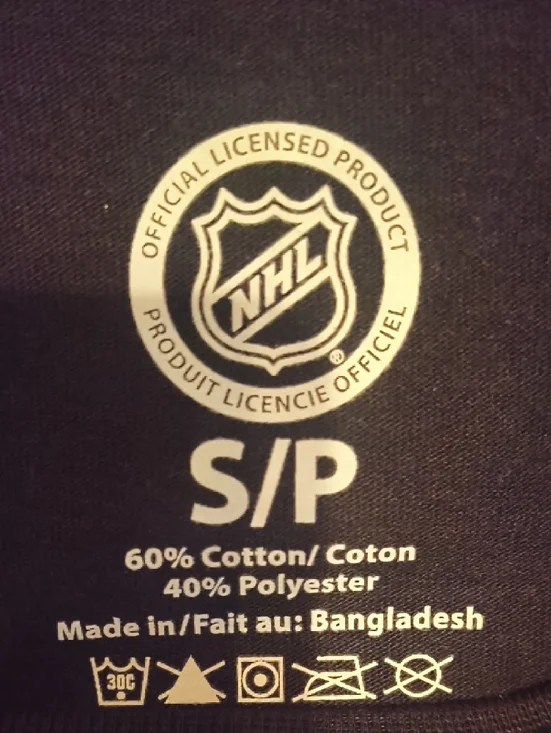 OFFICIAL LICENSED PRODUCT
NHL
®
PRODUIT LICENCIE OFFICIEL
S/P
60% Cotton/ Coton
40% Polyester
Made in/Fait au: Bangladesh
30C